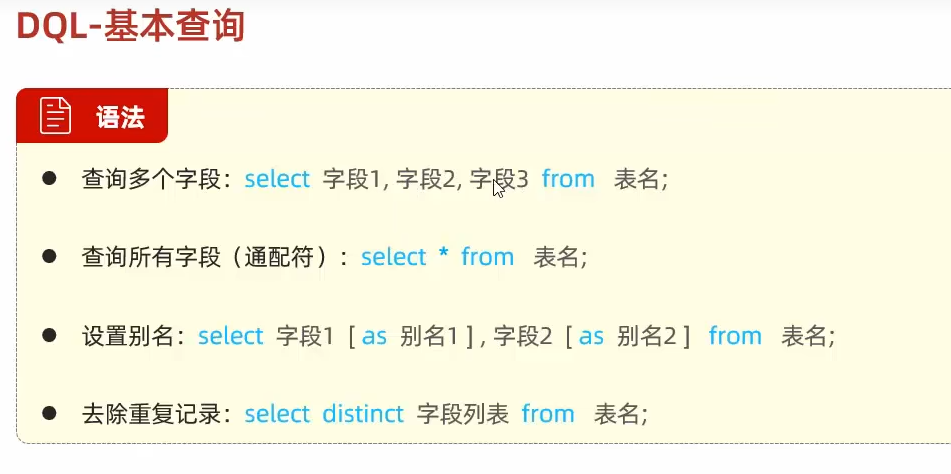 DQL-基本查询
语法
● 查询多个字段：select 字段1, 字段2, 字段3 from 表名;
● 查询所有字段（通配符）：select * from 表名;
● 设置别名：select 字段1 [ as 别名1 ] , 字段2 [ as 别名2 ] from 表名;
● 去除重复记录：select distinct 字段列表 from 表名;